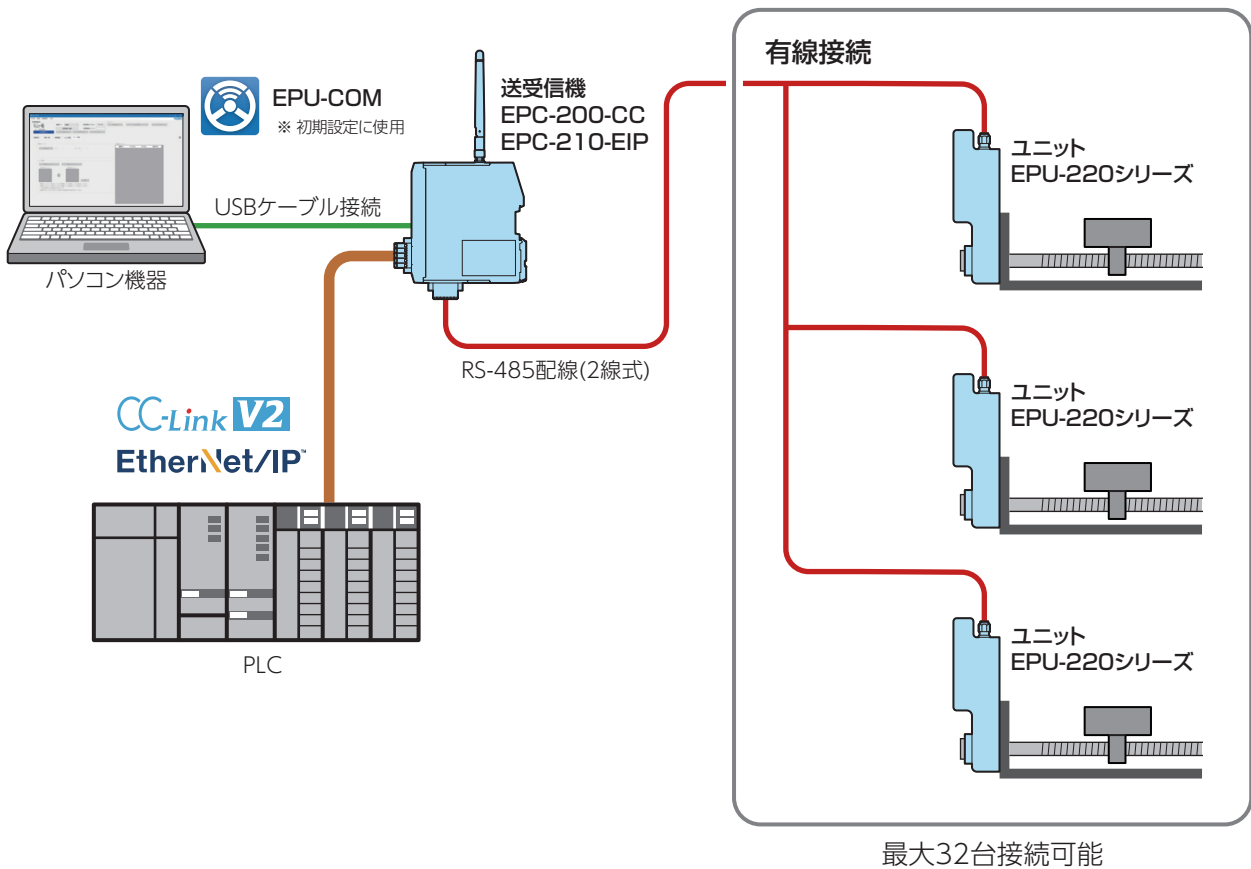 有線接続
EPU-COM
※ 初期設定に使用
送受信機
EPC-200-CC
EPC-210-EIP
USBケーブル接続
パソコン機器
RS-485配線(2線式)
CC-Link V2
EtherNet/IP™
PLC
ユニット
EPU-220シリーズ
ユニット
EPU-220シリーズ
ユニット
EPU-220シリーズ
最大32台接続可能